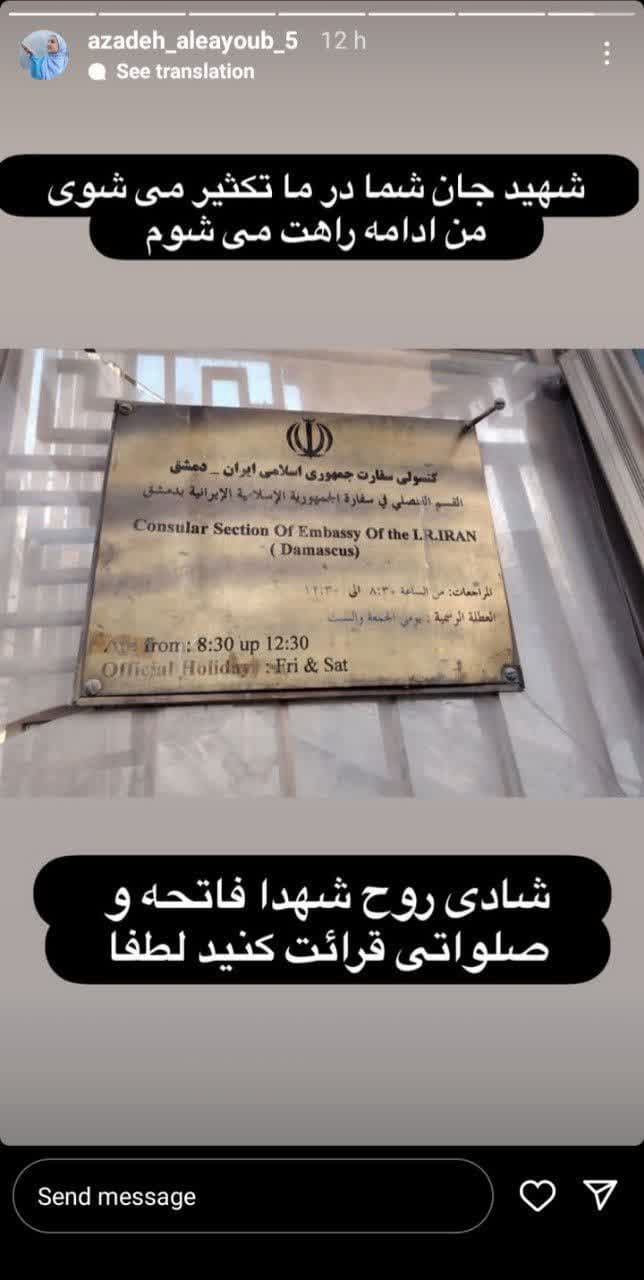 azadeh_aleayoub_5 12 h
See translation
شهید جان شما در ما تکثیر می شوی
من ادامه راهت می شوم
کنسولی سفارت جمهوری اسلامی ایران _ دمشق
القسم القنصلي في سفارة الجمهورية الإسلامية الإيرانية بدمشق
Consular Section Of Embassy Of the I.R.IRAN
( Damascus)
المراجعات: من الساعة ٨:٣٠ الى ١٢:٣٠
العطلة الرسمية : يومي الجمعة والسبت
from: 8:30 up 12:30
Official Holiday : Fri & Sat
شادی روح شهدا فاتحه و
صلواتی قرائت کنید لطفا
Send message